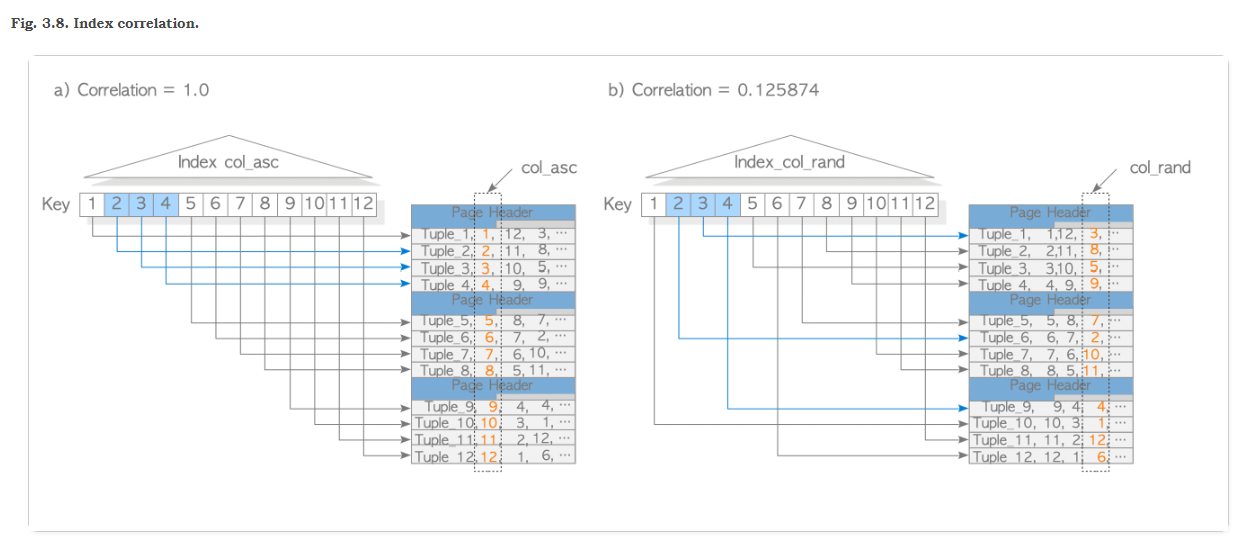 Fig. 3.8. Index correlation.
a) Correlation = 1.0
Index col_asc
col_asc
Key 1 2 3 4 5 6 7 8 9 10 11 12
Page Header
Tuple_1, 1, 12, 3, ...
Tuple_2, 2, 11, 8, ...
Tuple_3, 3, 10, 5, ...
Tuple_4, 4, 9, 9, ...
Page Header
Tuple_5, 5, 8, 7, ...
Tuple_6, 6, 7, 2, ...
Tuple_7, 7, 6, 10, ...
Tuple_8, 8, 5, 11, ...
Page Header
Tuple_9, 9, 4, 4, ...
Tuple_10, 10, 3, 1, ...
Tuple_11, 11, 2, 12, ...
Tuple_12, 12, 1, 6, ...
b) Correlation = 0.125874
Index_col_rand
col_rand
Key 1 2 3 4 5 6 7 8 9 10 11 12
Page Header
Tuple_1, 1,12, 3, ...
Tuple_2, 2,11, 8, ...
Tuple_3, 3,10, 5, ...
Tuple_4, 4, 9, 9, ...
Page Header
Tuple_5, 5, 8, 7, ...
Tuple_6, 6, 7, 2, ...
Tuple_7, 7, 6, 10, ...
Tuple_8, 8, 5, 11, ...
Page Header
Tuple_9, 9, 4, 4, ...
Tuple_10, 10, 3, 1, ...
Tuple_11, 11, 2, 12, ...
Tuple_12, 12, 1, 6, ...